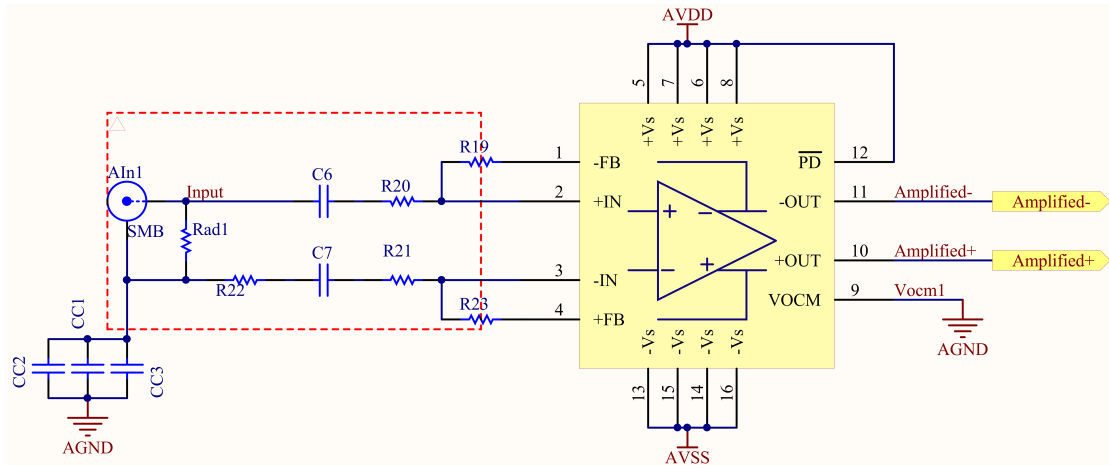 AVDD
5
7
6
8
+Vs
+Vs
+Vs
+Vs
AIn1
SMB
Input
Rad1
C6
R20
R19
R22
C7
R21
R23
1
2
3
4
-FB
+IN
-IN
+FB
+
−
−
+
PD
12
-OUT
11
Amplified-
Amplified-
+OUT
10
Amplified+
Amplified+
VOCM
9
Vocm1
AGND
-Vs
-Vs
-Vs
-Vs
13
15
14
16
AVSS
CC2
CC1
CC3
AGND